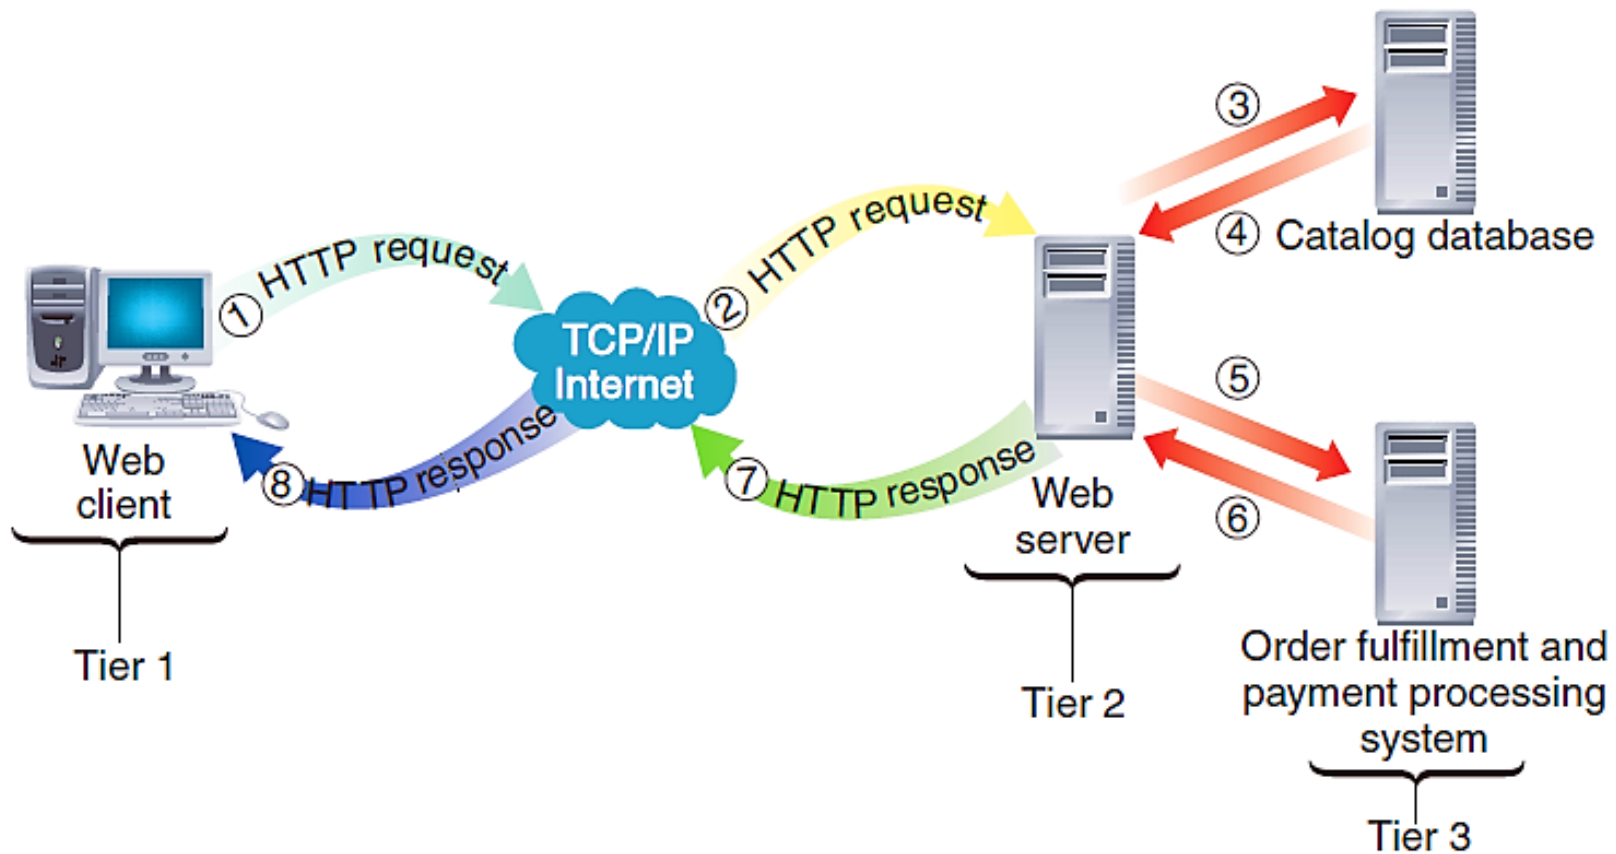 ① HTTP request
② HTTP request
③
④ Catalog database
TCP/IP
Internet
⑤
⑥
⑦ HTTP response
⑧ HTTP response
Web
client
Tier 1
Web
server
Tier 2
Order fulfillment and
payment processing
system
Tier 3